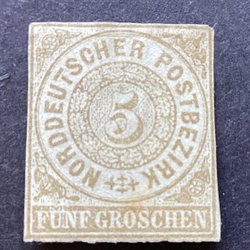 NORDDEUTSCHER POSTBEZIRK
5
FÜNF GROSCHEN